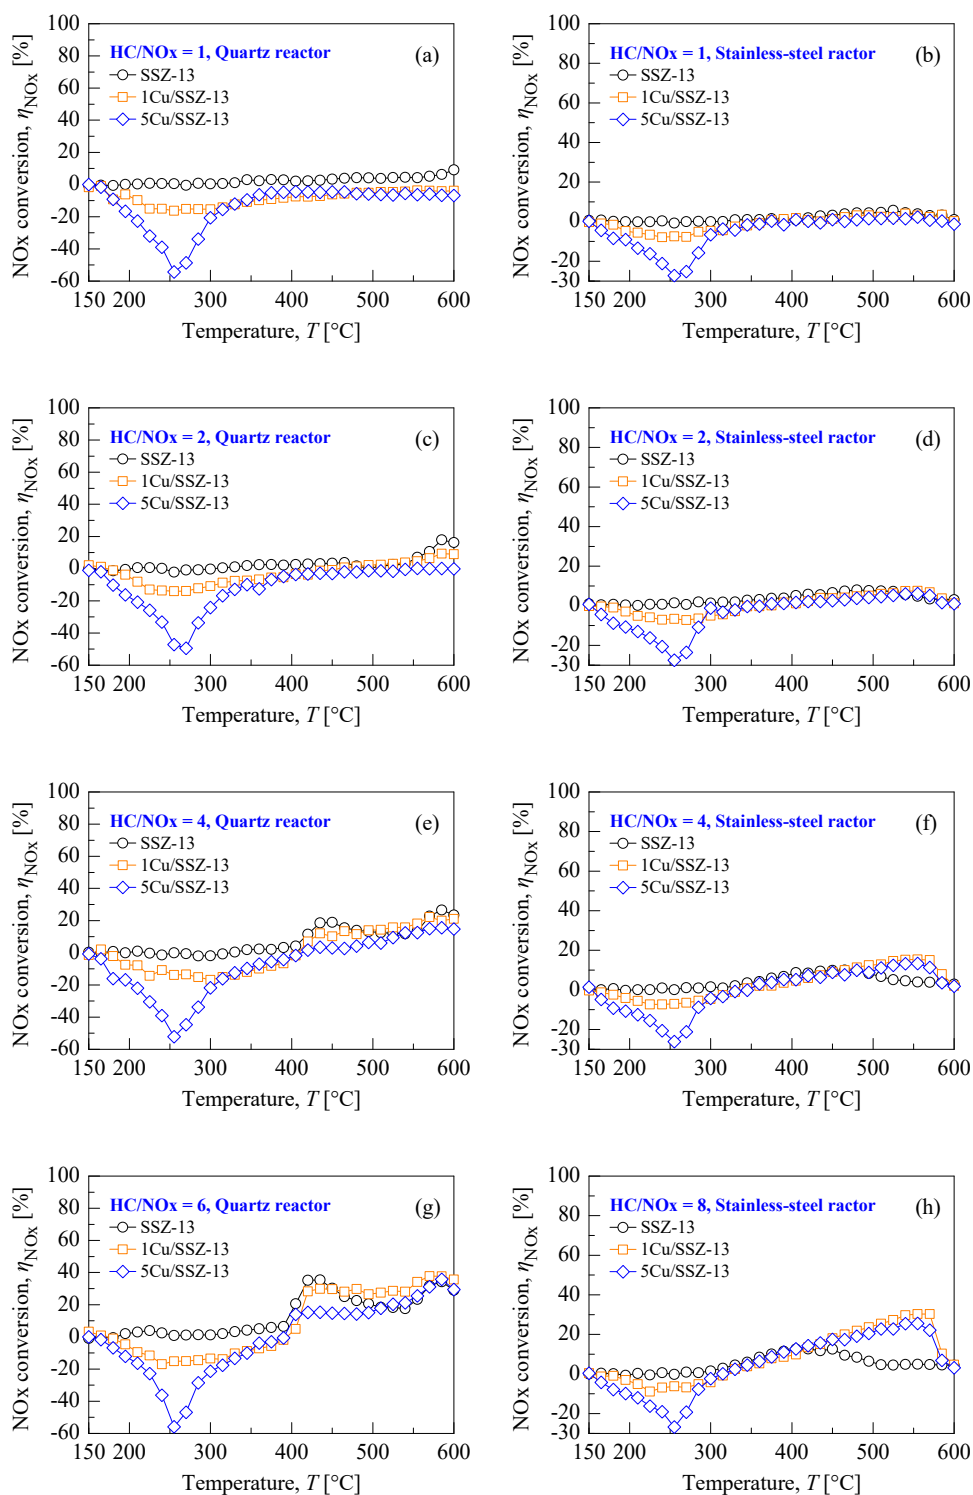 NOx conversion, ηNOx [%]
100
80
60
40
20
0
-20
-40
-60
HC/NOx = 1, Quartz reactor
(a)
SSZ-13
1Cu/SSZ-13
5Cu/SSZ-13
150 200 300 400 500 600
Temperature, T [°C]
NOx conversion, ηNOx [%]
100
80
60
40
20
0
-20
-30
HC/NOx = 1, Stainless-steel ractor
(b)
SSZ-13
1Cu/SSZ-13
5Cu/SSZ-13
150 200 300 400 500 600
Temperature, T [°C]
NOx conversion, ηNOx [%]
100
80
60
40
20
0
-20
-40
-60
HC/NOx = 2, Quartz reactor
(c)
SSZ-13
1Cu/SSZ-13
5Cu/SSZ-13
150 200 300 400 500 600
Temperature, T [°C]
NOx conversion, ηNOx [%]
100
80
60
40
20
0
-20
-30
HC/NOx = 2, Stainless-steel ractor
(d)
SSZ-13
1Cu/SSZ-13
5Cu/SSZ-13
150 200 300 400 500 600
Temperature, T [°C]
NOx conversion, ηNOx [%]
100
80
60
40
20
0
-20
-40
-60
HC/NOx = 4, Quartz reactor
(e)
SSZ-13
1Cu/SSZ-13
5Cu/SSZ-13
150 200 300 400 500 600
Temperature, T [°C]
NOx conversion, ηNOx [%]
100
80
60
40
20
0
-20
-30
HC/NOx = 4, Stainless-steel ractor
(f)
SSZ-13
1Cu/SSZ-13
5Cu/SSZ-13
150 200 300 400 500 600
Temperature, T [°C]
NOx conversion, ηNOx [%]
100
80
60
40
20
0
-20
-40
-60
HC/NOx = 6, Quartz reactor
(g)
SSZ-13
1Cu/SSZ-13
5Cu/SSZ-13
150 200 300 400 500 600
Temperature, T [°C]
NOx conversion, ηNOx [%]
100
80
60
40
20
0
-20
-30
HC/NOx = 8, Stainless-steel ractor
(h)
SSZ-13
1Cu/SSZ-13
5Cu/SSZ-13
150 200 300 400 500 600
Temperature, T [°C]